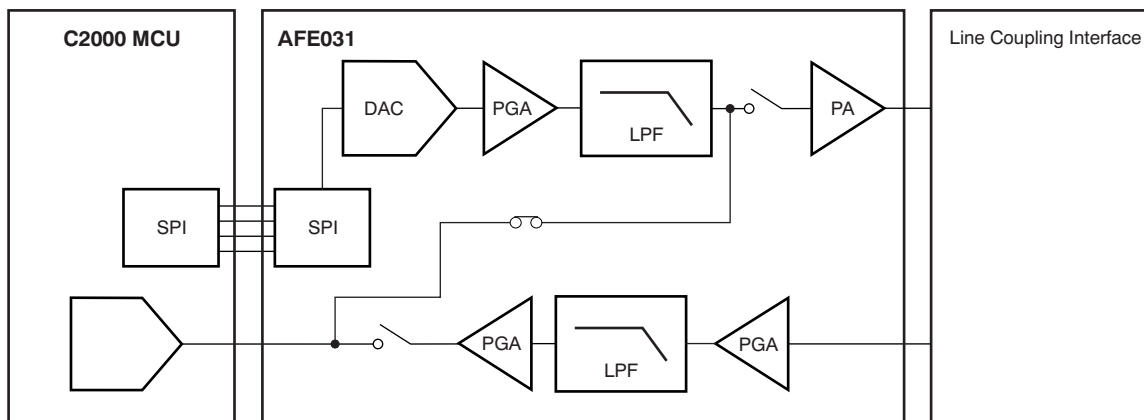 C2000 MCU
AFE031
Line Coupling Interface
DAC
PGA
LPF
PA
SPI
SPI
PGA
LPF
PGA